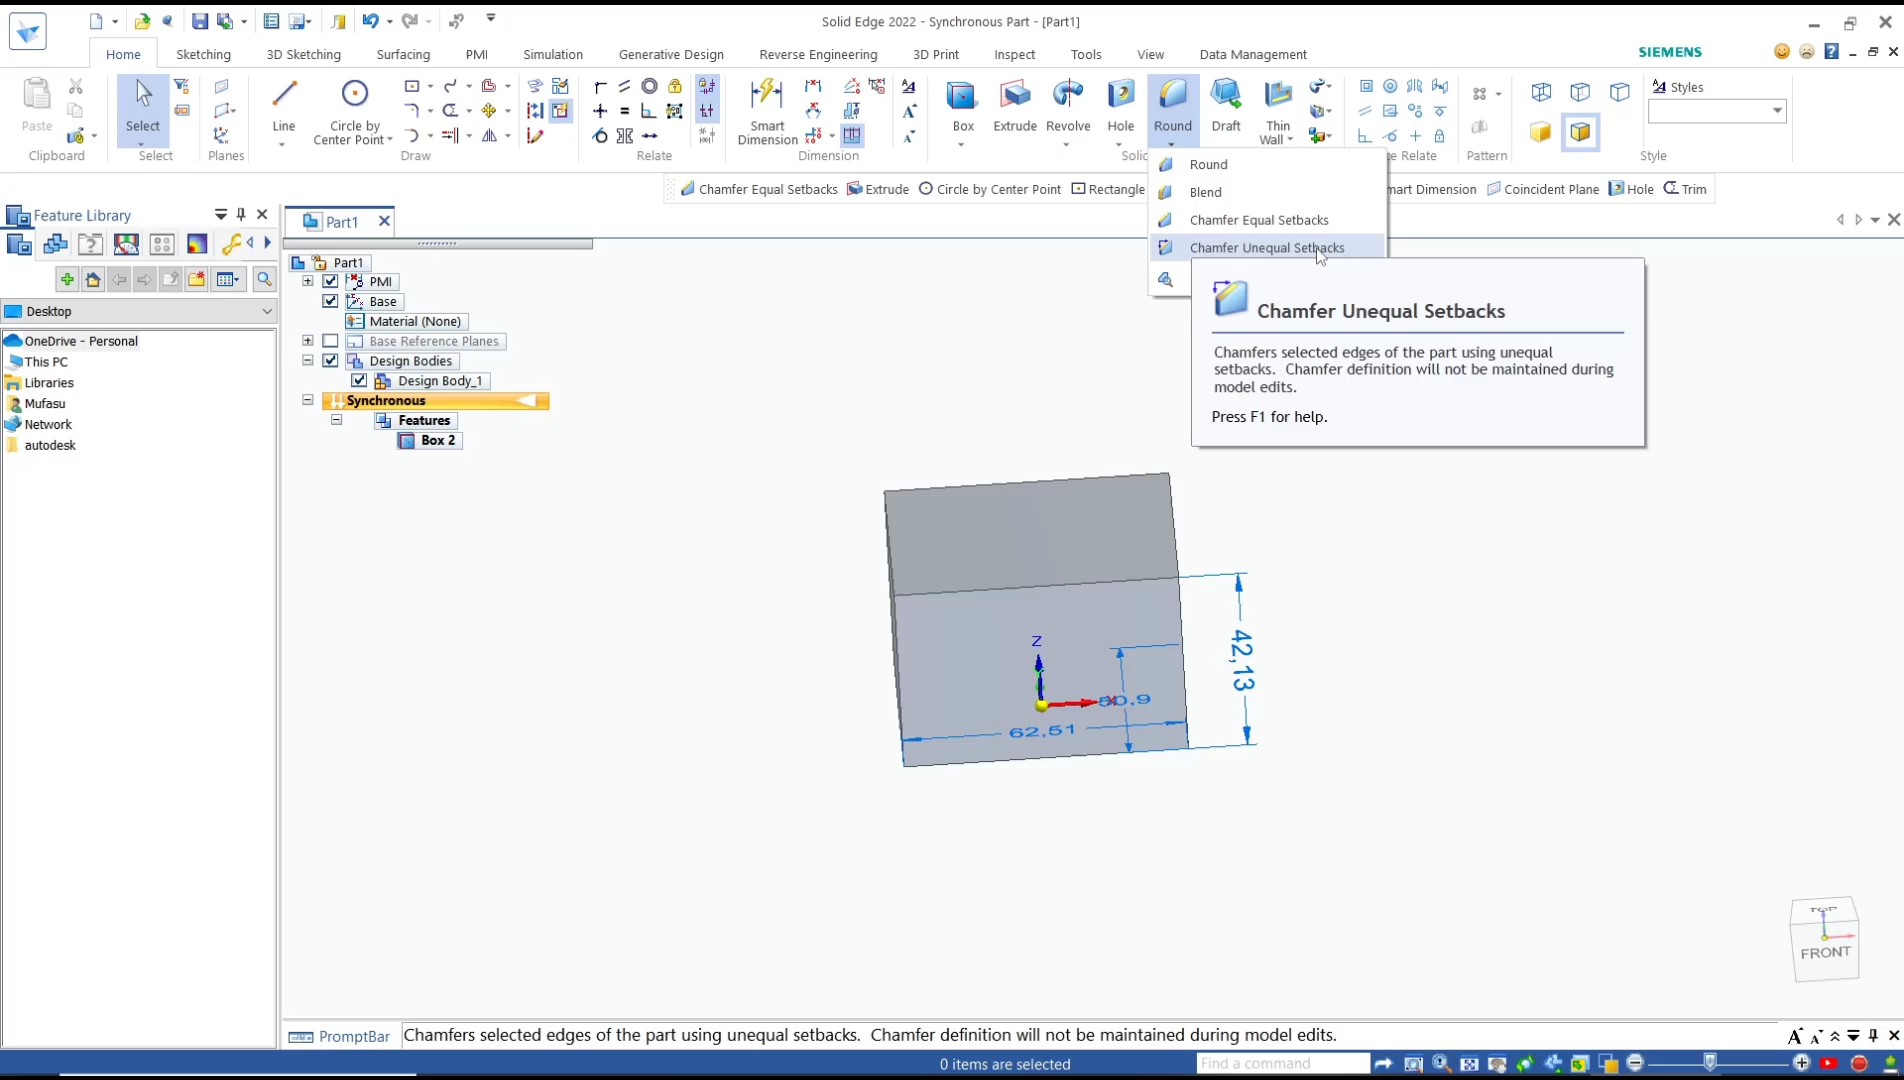 Solid Edge 2022 - Synchronous Part - [Part1]
Home
Sketching
3D Sketching
Surfacing
PMI
Simulation
Generative Design
Reverse Engineering
3D Print
Inspect
Tools
View
Data Management
SIEMENS
Paste
Clipboard
Select
Select
Planes
Line
Circle by
Center Point
Draw
Relate
Smart
Dimension
Dimension
Box
Extrude
Revolve
Hole
Round
Draft
Thin
Wall
Solid
Relate
Pattern
Styles
Style
Round
Blend
Chamfer Equal Setbacks
Chamfer Unequal Setbacks
Chamfer Equal Setbacks
Extrude
Circle by Center Point
Rectangle
mart Dimension
Coincident Plane
Hole
Trim
Chamfer Unequal Setbacks
Chamfers selected edges of the part using unequal
setbacks. Chamfer definition will not be maintained during
model edits.
Press F1 for help.
Feature Library
Desktop
OneDrive - Personal
This PC
Libraries
Mufasu
Network
autodesk
Part1
Part1
PMI
Base
Material (None)
Base Reference Planes
Design Bodies
Design Body_1
Synchronous
Features
Box 2
Z
X
50,9
62,51
42,13
TOP
FRONT
PromptBar
Chamfers selected edges of the part using unequal setbacks. Chamfer definition will not be maintained during model edits.
0 items are selected
Find a command